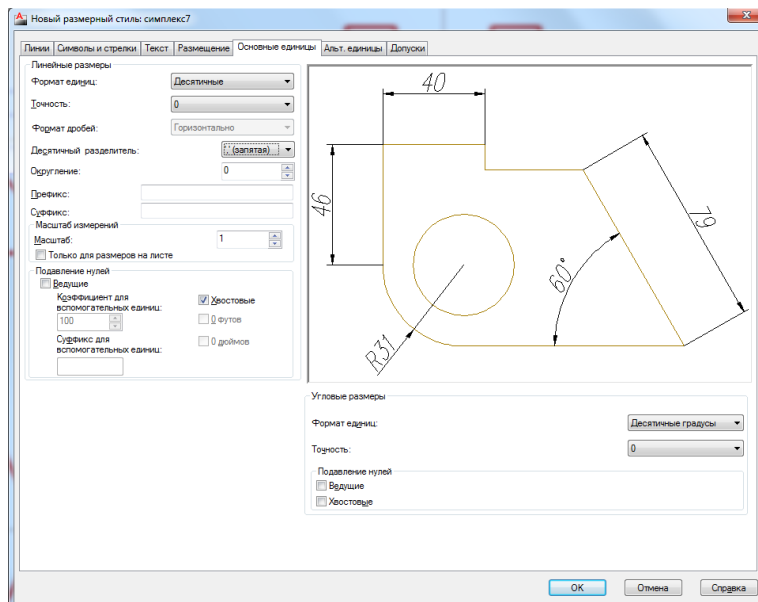 Новый размерный стиль: симплекс7
Линии Символы и стрелки Текст Размещение Основные единицы Альт. единицы Допуски
Линейные размеры
Формат единиц: Десятичные
Точность: 0
Формат дробей: Горизонтально
Десятичный разделитель: ',' (запятая)
Округление: 0
Префикс:
Суффикс:
Масштаб измерений
Масштаб: 1
Только для размеров на листе
Подавление нулей
Ведущие
Коэффициент для вспомогательных единиц:
100
Суффикс для вспомогательных единиц:
Хвостовые
0 футов
0 дюймов
40
46
67
60°
R31
Угловые размеры
Формат единиц: Десятичные градусы
Точность: 0
Подавление нулей
Ведущие
Хвостовые
OK Отмена Справка